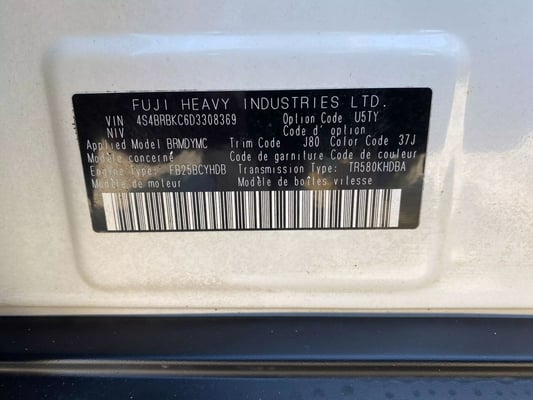 FUJI HEAVY INDUSTRIES LTD.
VIN 4S4BRBKC6D3308369 Option Code U5TY
NIV Code d' option
Applied Model BRMDYMC Trim Code J80 Color Code 37J
Modèle concerné Code de garniture Code de couleur
Engine Type: FB25BCYHDB Transmission Type: TR580KHDBA
Modèle de moteur Modèle de boîtes vitesse